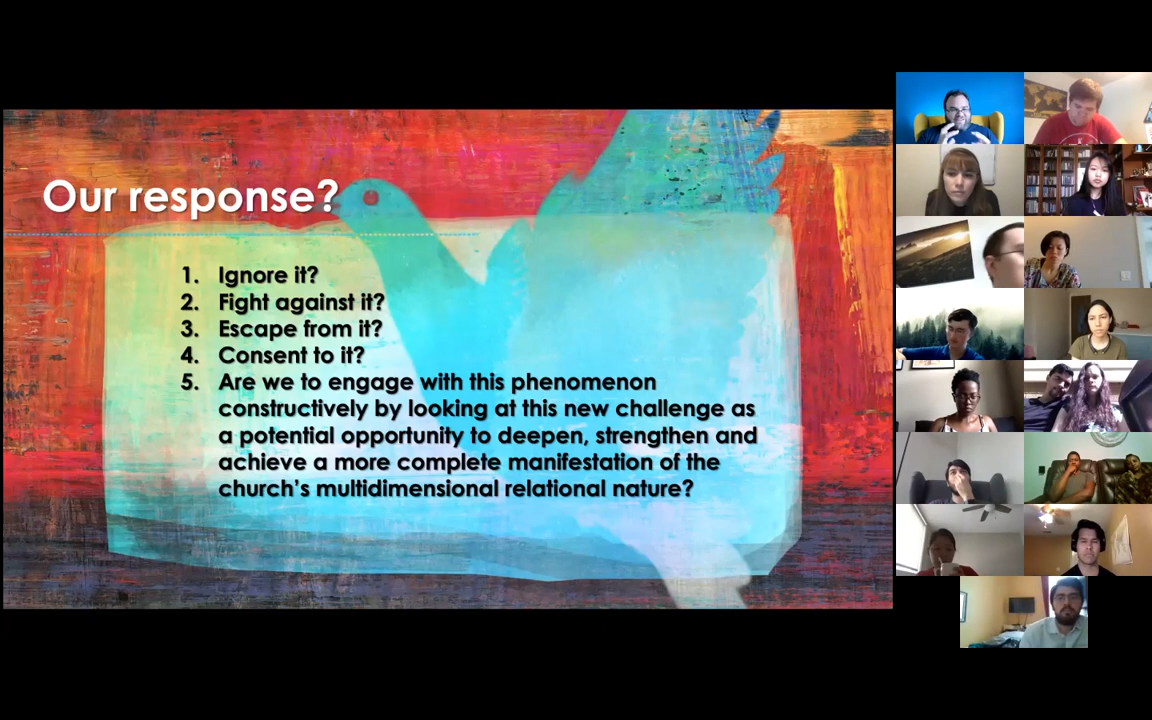 Our response?
1. Ignore it?
2. Fight against it?
3. Escape from it?
4. Consent to it?
5. Are we to engage with this phenomenon
constructively by looking at this new challenge as
a potential opportunity to deepen, strengthen and
achieve a more complete manifestation of the
church’s multidimensional relational nature?